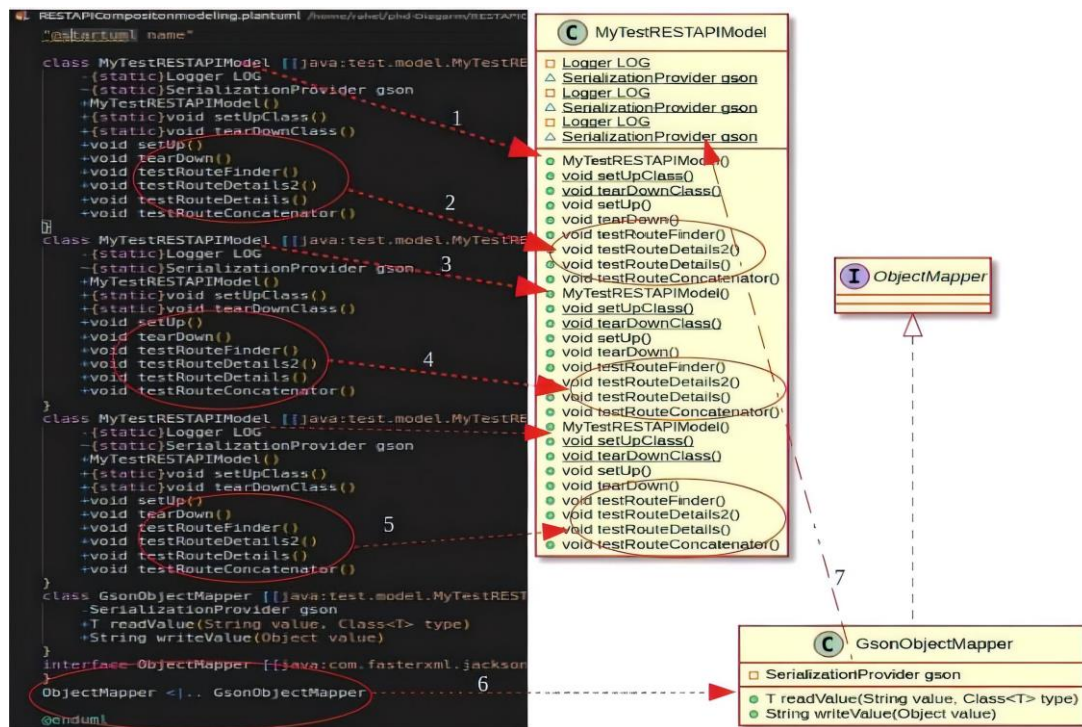 RESTAPICompositonmodeling.plantuml /home/rahel/phd-Diagarm/RESTAPIC
"@startuml name"
class MyTestRESTAPIModel [[java:test.model.MyTestRE
-{static}Logger LOG
~{static}SerializationProvider gson
+MyTestRESTAPIModel()
+{static}void setUpClass()
+{static}void tearDownClass()
+void setUp()
+void tearDown()
+void testRouteFinder()
+void testRouteDetails2()
+void testRouteDetails()
+void testRouteConcatenator()
}
class MyTestRESTAPIModel [[java:test.model.MyTestRE
-{static}Logger LOG
~{static}SerializationProvider gson
+MyTestRESTAPIModel()
+{static}void setUpClass()
+{static}void tearDownClass()
+void setUp()
+void tearDown()
+void testRouteFinder()
+void testRouteDetails2()
+void testRouteDetails()
+void testRouteConcatenator()
}
class MyTestRESTAPIModel [[java:test.model.MyTestRES
-{static}Logger LOG
~{static}SerializationProvider gson
+MyTestRESTAPIModel()
+{static}void setUpClass()
+{static}void tearDownClass()
+void setUp()
+void tearDown()
+void testRouteFinder()
+void testRouteDetails2()
+void testRouteDetails()
+void testRouteConcatenator()
}
class GsonObjectMapper [[java:test.model.MyTestREST
-SerializationProvider gson
+T readValue(String value, Class<T> type)
+String writeValue(Object value)
}
interface ObjectMapper [[java:com.fasterxml.jackson
}
ObjectMapper <|.. GsonObjectMapper
@enduml
1
2
3
4
5
6
C MyTestRESTAPIModel
Logger LOG
SerializationProvider gson
Logger LOG
SerializationProvider gson
Logger LOG
SerializationProvider gson
MyTestRESTAPIModel()
void setUpClass()
void tearDownClass()
void setUp()
void tearDown()
void testRouteFinder()
void testRouteDetails2()
void testRouteDetails()
void testRouteConcatenator()
MyTestRESTAPIModel()
void setUpClass()
void tearDownClass()
void setUp()
void tearDown()
void testRouteFinder()
void testRouteDetails2()
void testRouteDetails()
void testRouteConcatenator()
MyTestRESTAPIModel()
void setUpClass()
void tearDownClass()
void setUp()
void tearDown()
void testRouteFinder()
void testRouteDetails2()
void testRouteDetails()
void testRouteConcatenator()
I ObjectMapper
7
C GsonObjectMapper
SerializationProvider gson
T readValue(String value, Class<T> type)
String writeValue(Object value)